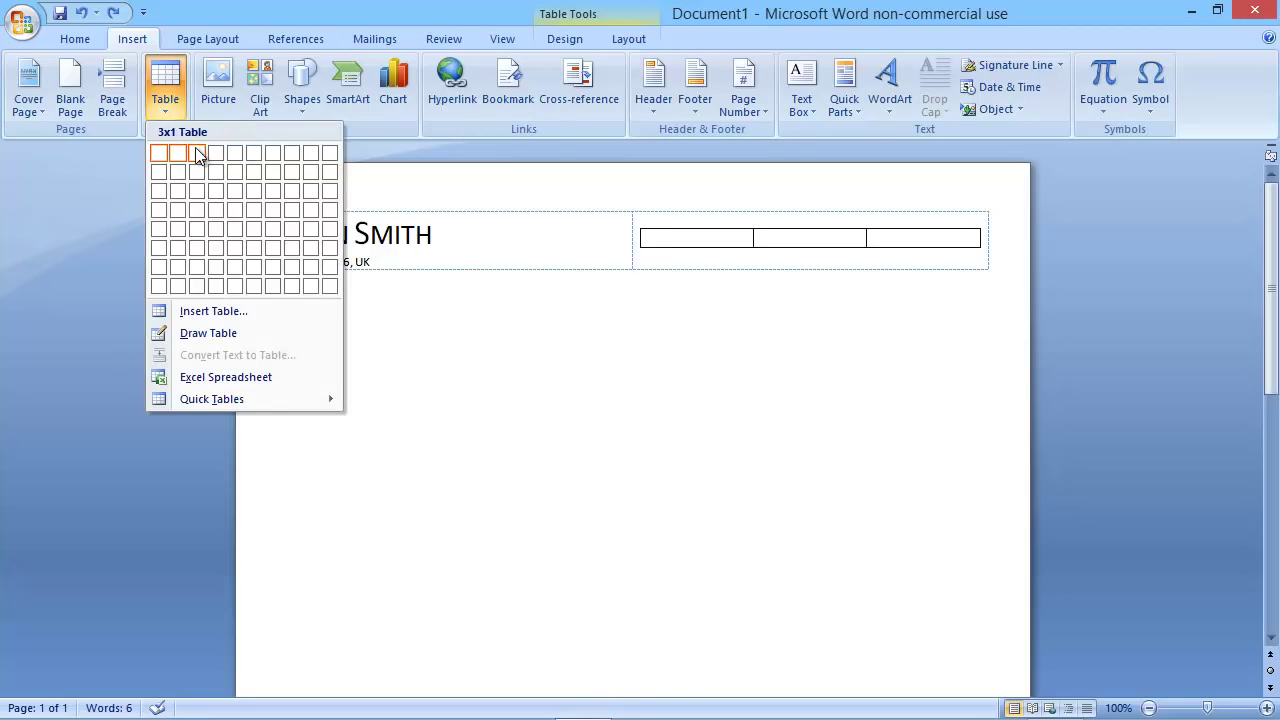 Table Tools
Document1 - Microsoft Word non-commercial use
Home
Insert
Page Layout
References
Mailings
Review
View
Design
Layout
Cover Page
Blank Page
Page Break
Pages
Table
Picture
Clip Art
Shapes
SmartArt
Chart
Hyperlink
Bookmark
Cross-reference
Links
Header
Footer
Page Number
Header & Footer
Text Box
Quick Parts
WordArt
Drop Cap
Signature Line
Date & Time
Object
Text
Equation
Symbol
Symbols
3x1 Table
Insert Table...
Draw Table
Convert Text to Table...
Excel Spreadsheet
Quick Tables
SMITH
6, UK
Page: 1 of 1
Words: 6
100%